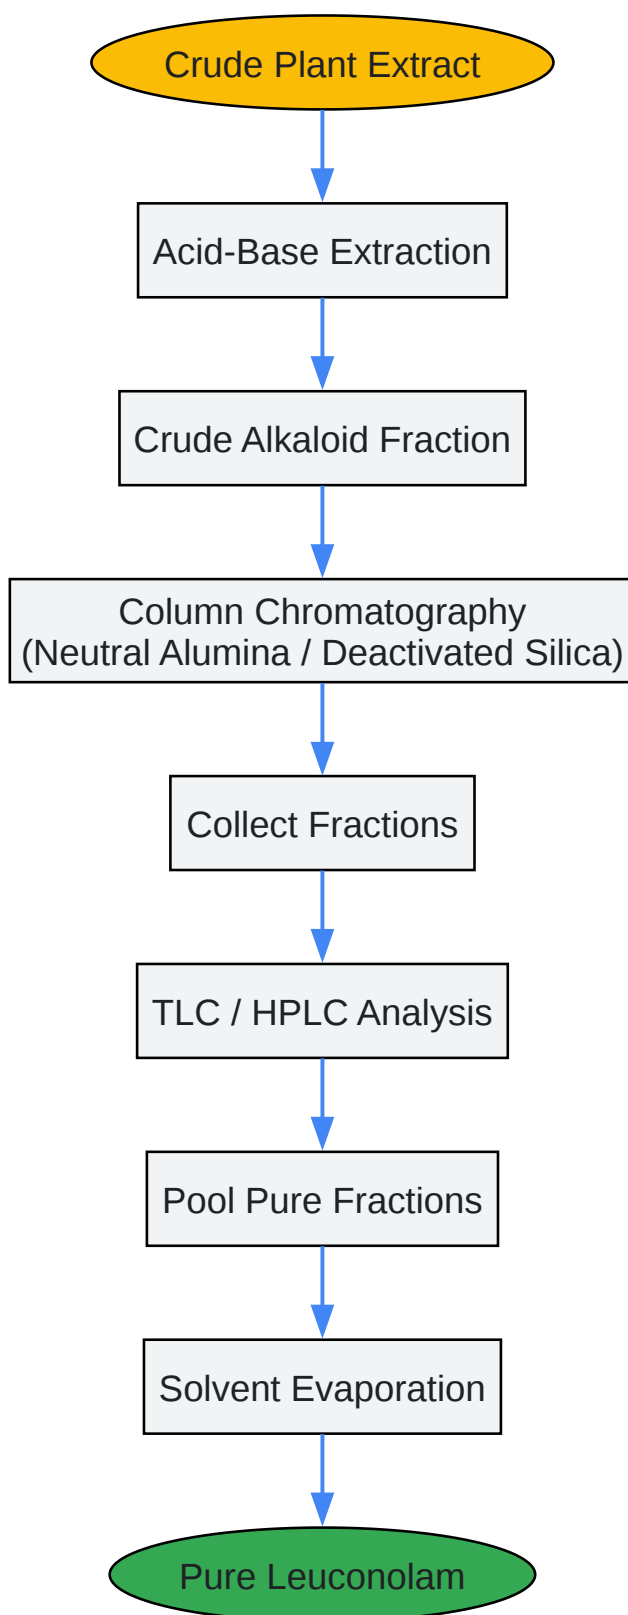 Crude Plant Extract
Acid-Base Extraction
Crude Alkaloid Fraction
Column Chromatography
(Neutral Alumina / Deactivated Silica)
Collect Fractions
TLC / HPLC Analysis
Pool Pure Fractions
Solvent Evaporation
Pure Leuconolam